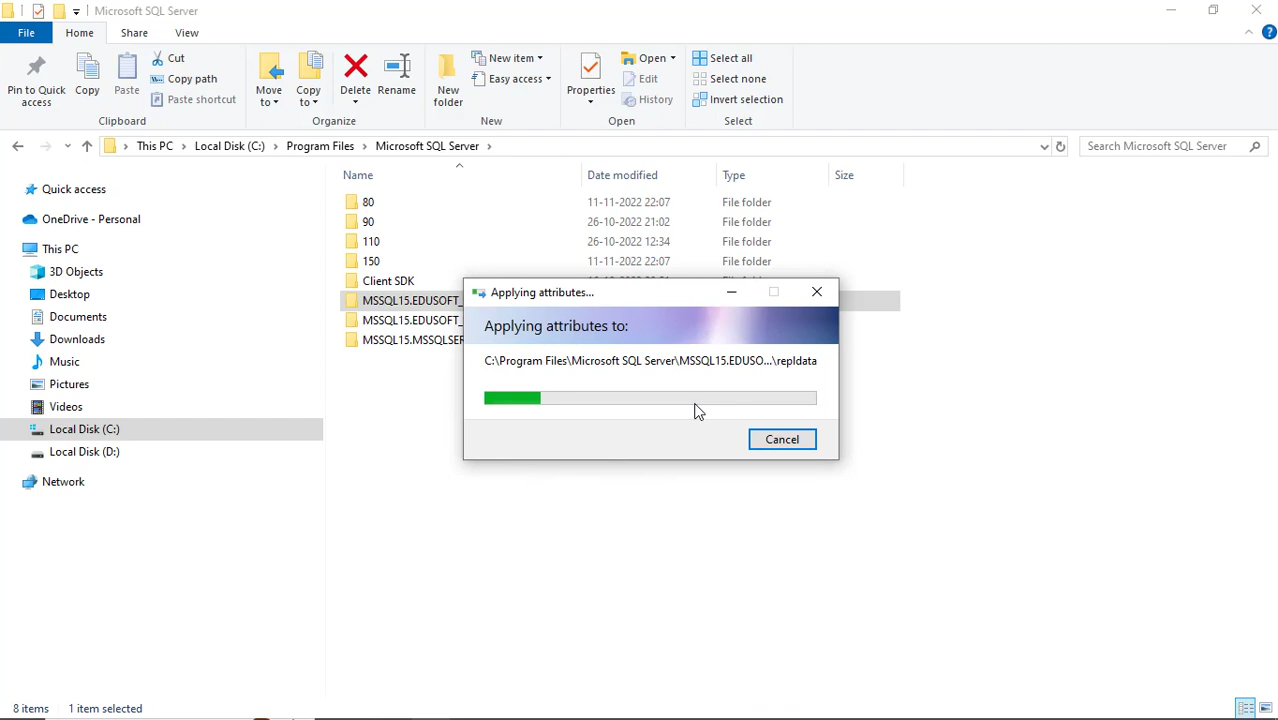 Microsoft SQL Server
File Home Share View
Pin to Quick access
Copy
Paste
Cut
Copy path
Paste shortcut
Clipboard
Move to
Copy to
Delete
Rename
Organize
New folder
New item
Easy access
New
Properties
Open
Edit
History
Open
Select all
Select none
Invert selection
Select
This PC Local Disk (C:) Program Files Microsoft SQL Server
Search Microsoft SQL Server
Quick access
OneDrive - Personal
This PC
3D Objects
Desktop
Documents
Downloads
Music
Pictures
Videos
Local Disk (C:)
Local Disk (D:)
Network
Name Date modified Type Size
80 11-11-2022 22:07 File folder
90 26-10-2022 21:02 File folder
110 26-10-2022 12:34 File folder
150 11-11-2022 22:07 File folder
Client SDK
MSSQL15.EDUSOFT_
MSSQL15.EDUSOFT_
MSSQL15.MSSQLSER
Applying attributes...
Applying attributes to:
C:\Program Files\Microsoft SQL Server\MSSQL15.EDUSO...\repldata
Cancel
8 items 1 item selected